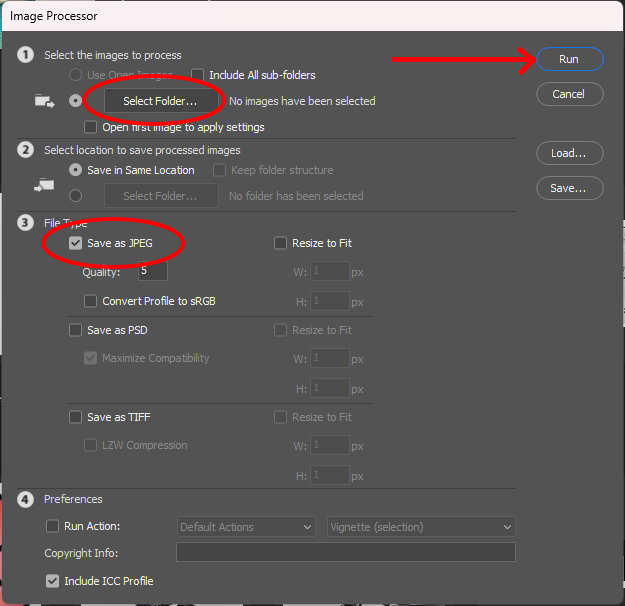 Image Processor
1 Select the images to process
Use Open Images Include All sub-folders
Select Folder... No images have been selected
Open first image to apply settings
2 Select location to save processed images
Save in Same Location Keep folder structure
Select Folder... No folder has been selected
3 File Type
Save as JPEG Resize to Fit
Quality: 5 W: 1 px
Convert Profile to sRGB H: 1 px
Save as PSD Resize to Fit
Maximize Compatibility W: 1 px
H: 1 px
Save as TIFF Resize to Fit
LZW Compression W: 1 px
H: 1 px
4 Preferences
Run Action: Default Actions Vignette (selection)
Copyright Info:
Include ICC Profile
Run
Cancel
Load...
Save...